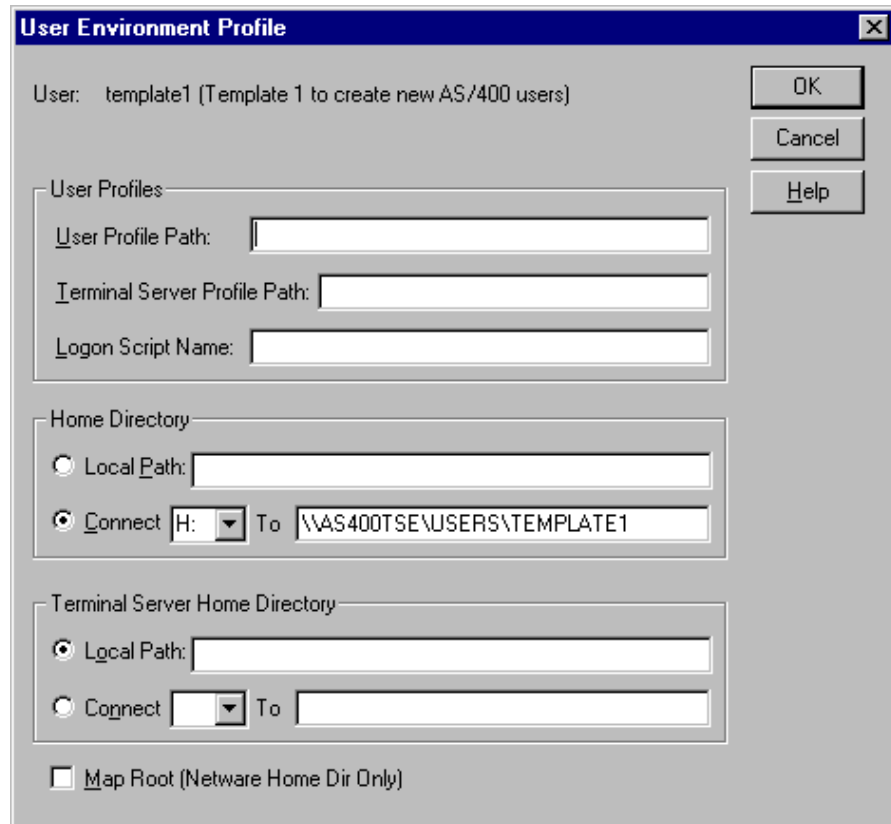 User Environment Profile
User: template1 (Template 1 to create new AS/400 users)
OK
Cancel
Help
User Profiles
User Profile Path:
Terminal Server Profile Path:
Logon Script Name:
Home Directory
Local Path:
Connect H: To \\AS400TSE\USERS\TEMPLATE1
Terminal Server Home Directory
Local Path:
Connect To
Map Root (Netware Home Dir Only)